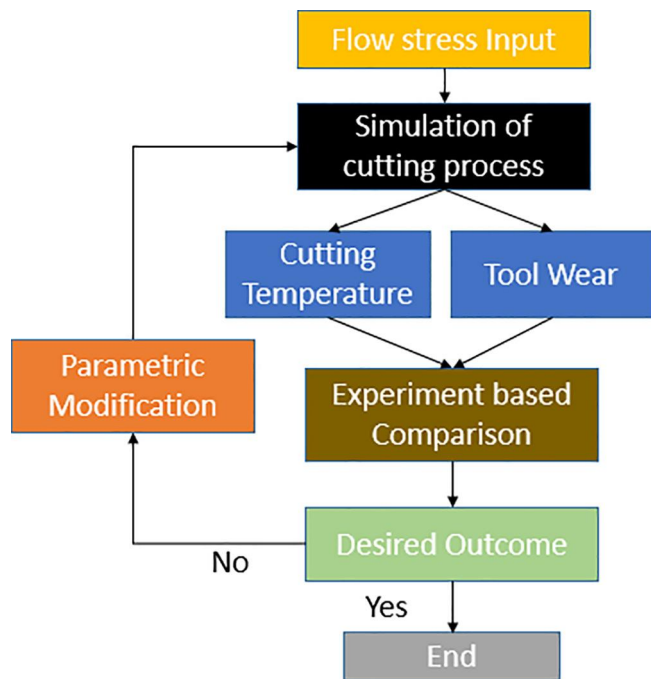 Flow stress Input
Simulation of
cutting process
Cutting
Temperature
Tool Wear
Parametric
Modification
Experiment based
Comparison
Desired Outcome
No
Yes
End